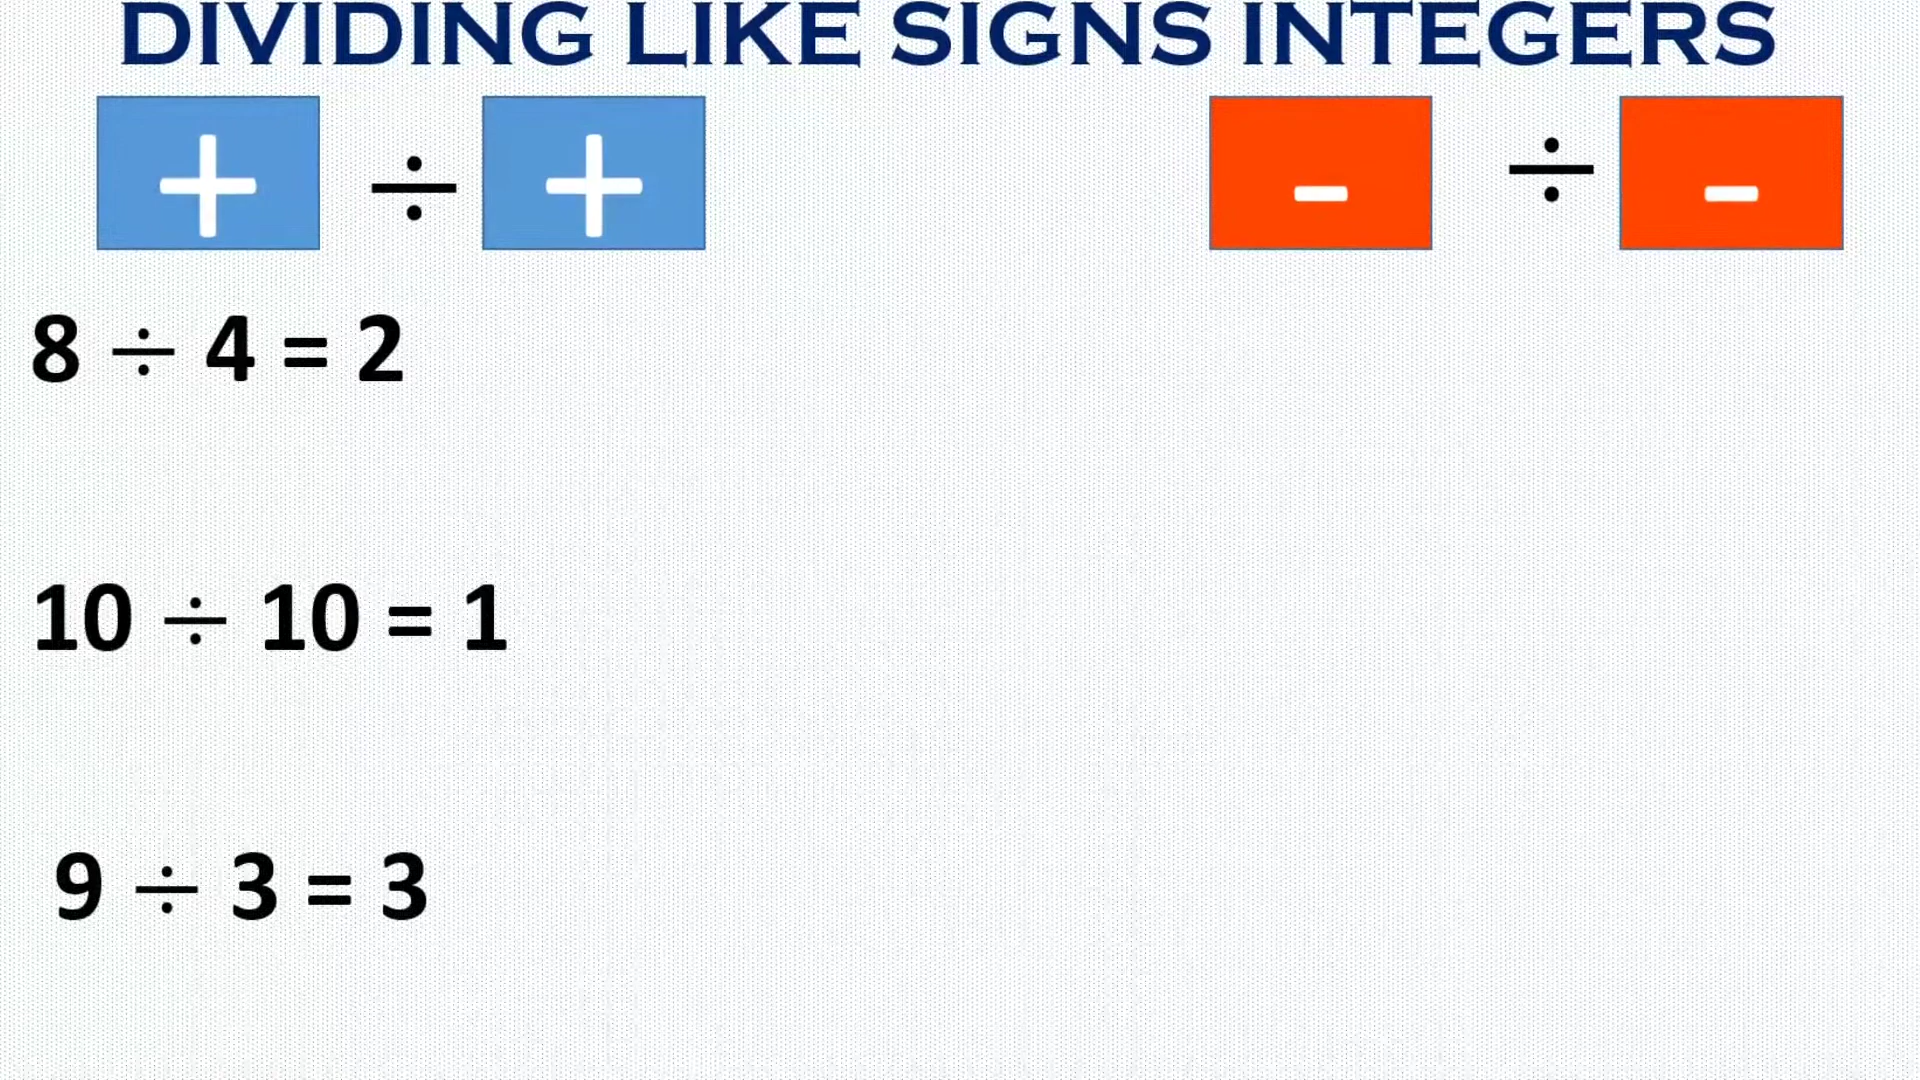 DIVIDING LIKE SIGNS INTEGERS
+ ÷ + - ÷ -
8 ÷ 4 = 2
10 ÷ 10 = 1
9 ÷ 3 = 3